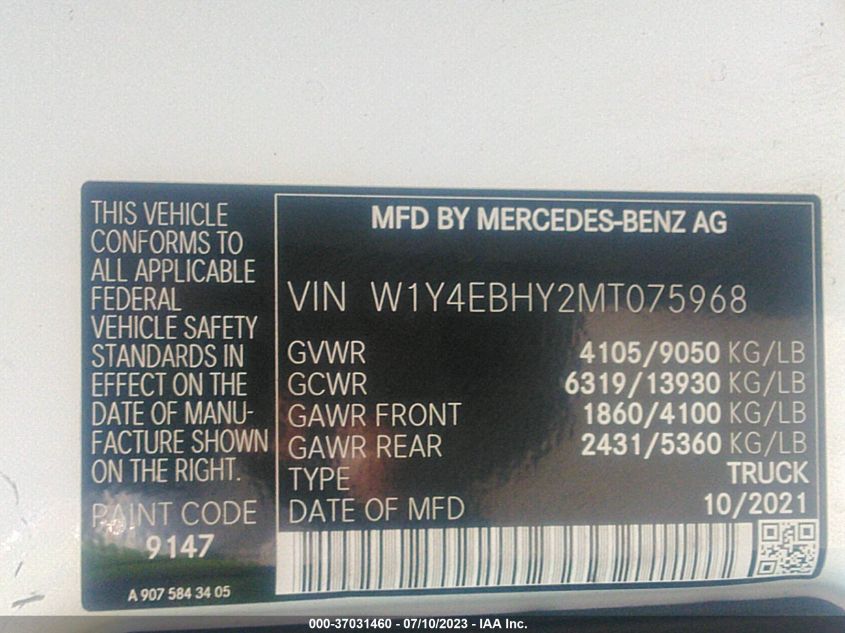 THIS VEHICLE
CONFORMS TO
ALL APPLICABLE
FEDERAL
VEHICLE SAFETY
STANDARDS IN
EFFECT ON THE
DATE OF MANU-
FACTURE SHOWN
ON THE RIGHT.
PAINT CODE
9147
A 907 584 34 05
MFD BY MERCEDES-BENZ AG
VIN W1Y4EBHY2MT075968
GVWR 4105/9050 KG/LB
GCWR 6319/13930 KG/LB
GAWR FRONT 1860/4100 KG/LB
GAWR REAR 2431/5360 KG/LB
TYPE TRUCK
DATE OF MFD 10/2021
000-37031460 - 07/10/2023 - IAA Inc.